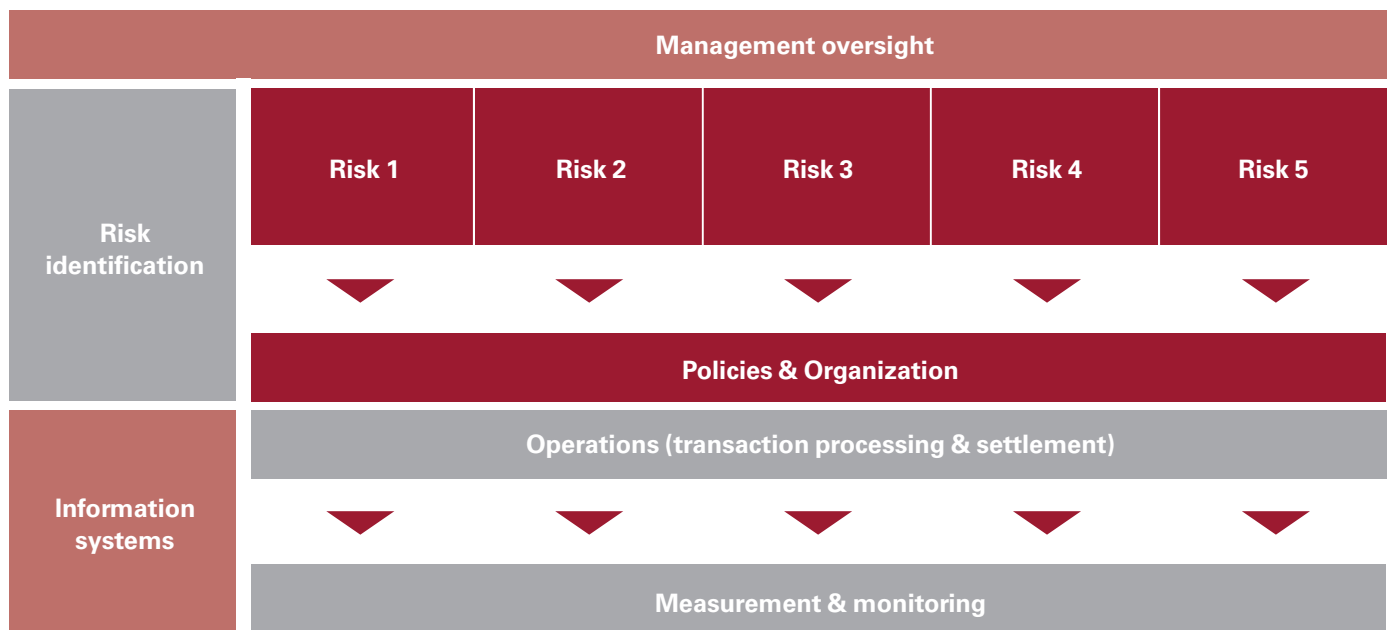 Management oversight
Risk 1
Risk 2
Risk 3
Risk 4
Risk 5
Risk
identification
Policies & Organization
Operations (transaction processing & settlement)
Information
systems
Measurement & monitoring